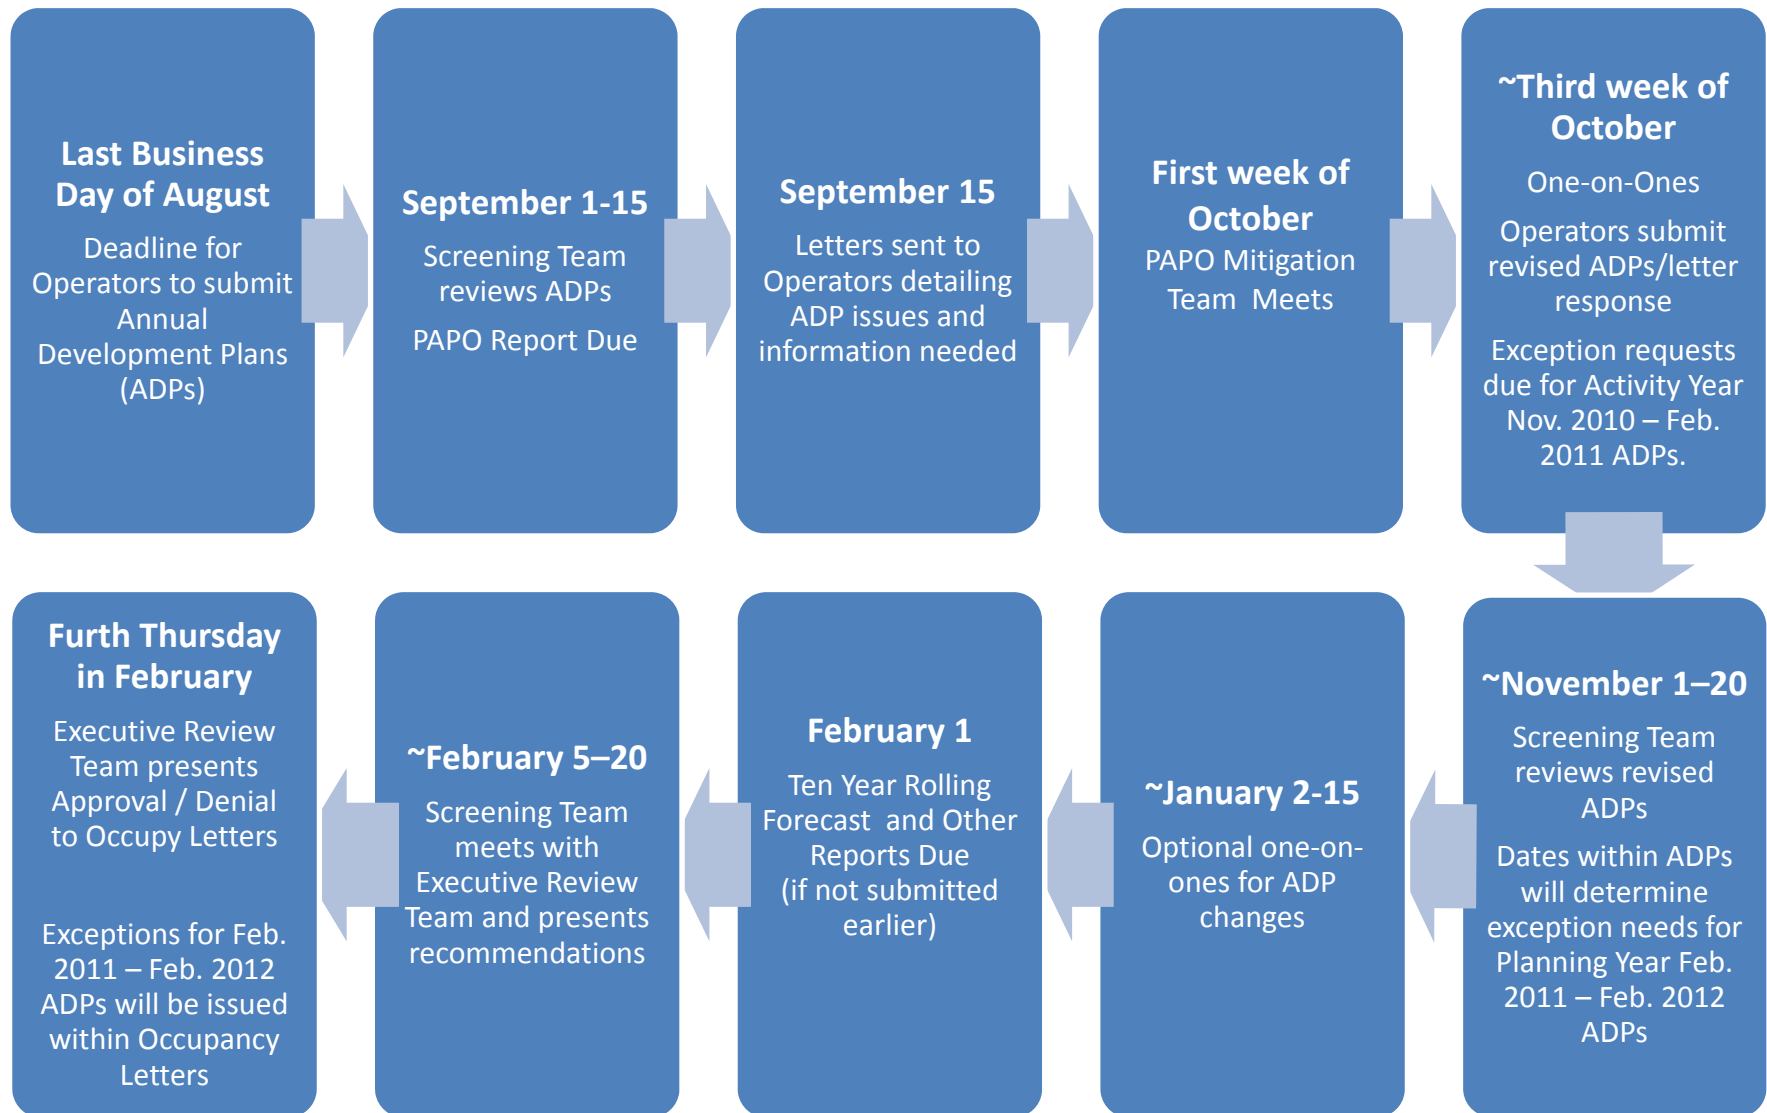 Last Business
Day of August
Deadline for
Operators to submit
Annual
Development Plans
(ADPs)
September 1-15
Screening Team
reviews ADPs
PAPO Report Due
September 15
Letters sent to
Operators detailing
ADP issues and
information needed
First week of
October
PAPO Mitigation
Team Meets
~Third week of
October
One-on-Ones
Operators submit
revised ADPs/letter
response
Exception requests
due for Activity Year
Nov. 2010 – Feb.
2011 ADPs.
~November 1–20
Screening Team
reviews revised
ADPs
Dates within ADPs
will determine
exception needs for
Planning Year Feb.
2011 – Feb. 2012
ADPs
~January 2-15
Optional one-on-
ones for ADP
changes
February 1
Ten Year Rolling
Forecast and Other
Reports Due
(if not submitted
earlier)
~February 5–20
Screening Team
meets with
Executive Review
Team and presents
recommendations
Furth Thursday
in February
Executive Review
Team presents
Approval / Denial
to Occupy Letters
Exceptions for Feb.
2011 – Feb. 2012
ADPs will be issued
within Occupancy
Letters